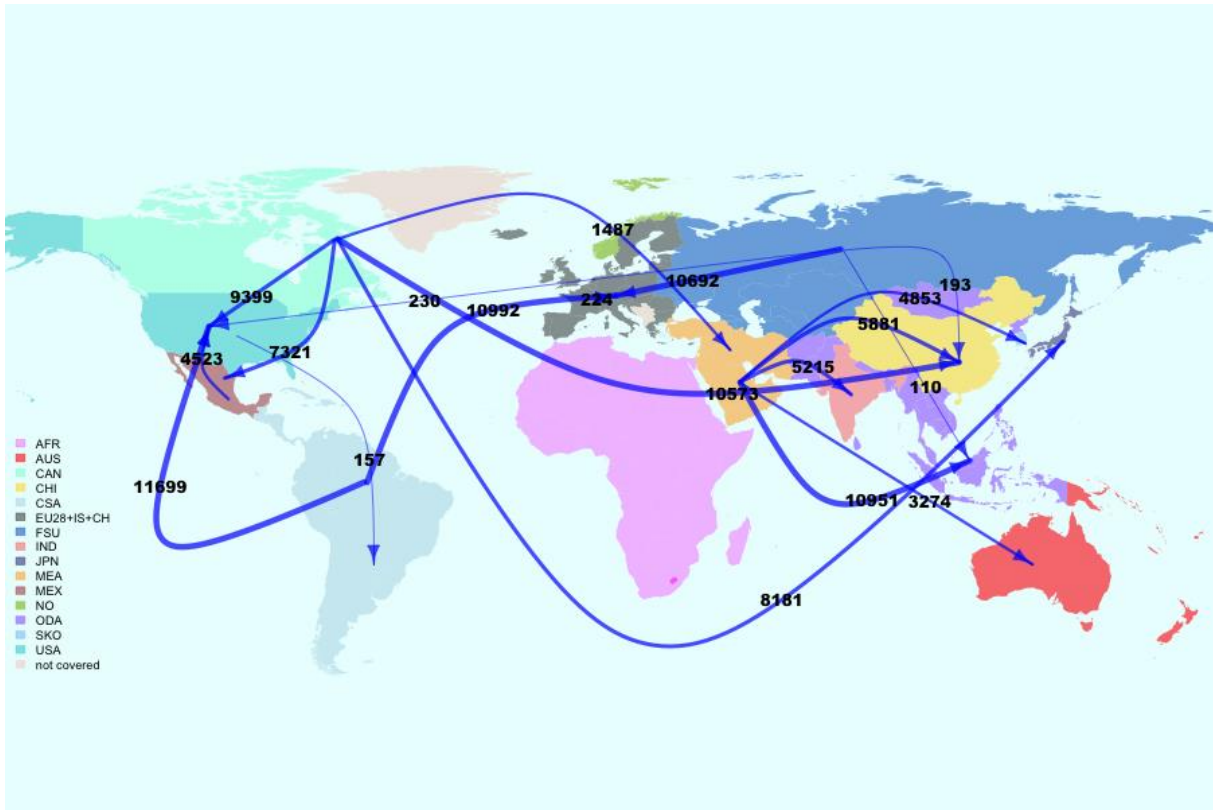 1487
10692
193
9399
230
10992
224
4853
5881
4523
7321
5215
10573
110
157
11699
10951
3274
8181
AFR
AUS
CAN
CHI
CSA
EU28+IS+CH
FSU
IND
JPN
MEA
MEX
NO
ODA
SKO
USA
not covered